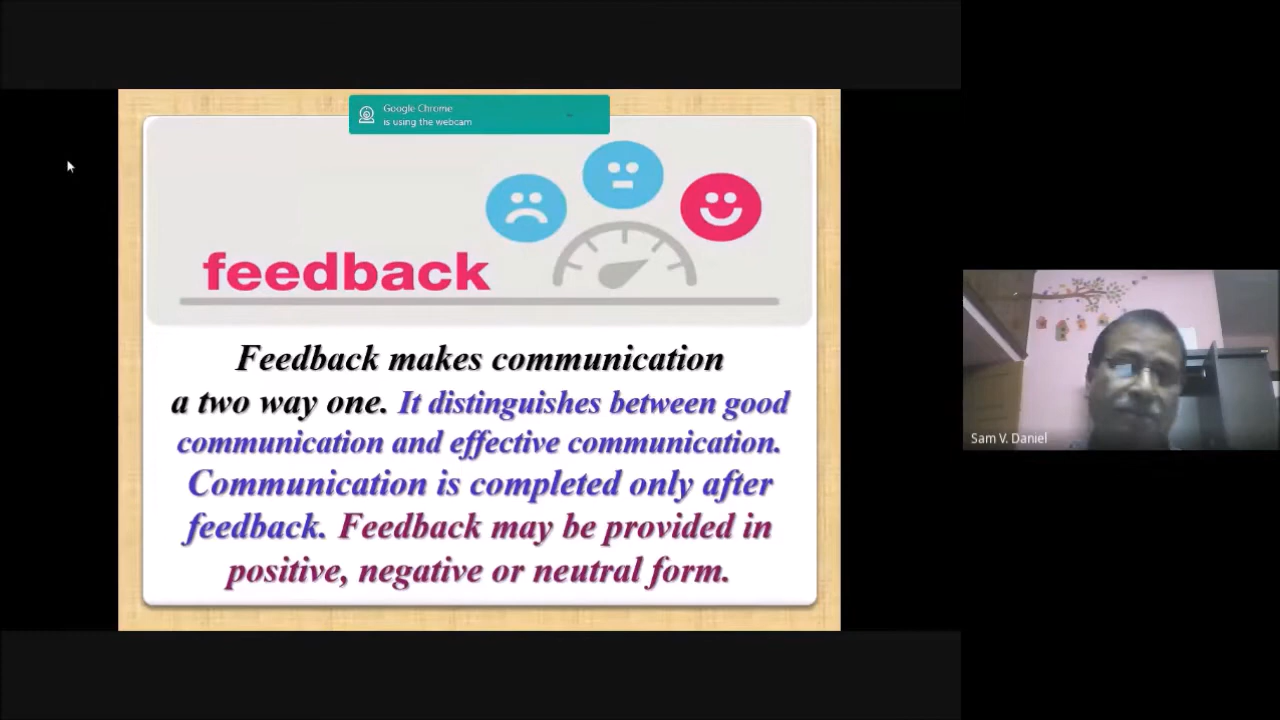 Google Chrome
is using the webcam
feedback
Feedback makes communication
a two way one. It distinguishes between good
communication and effective communication.
Communication is completed only after
feedback. Feedback may be provided in
positive, negative or neutral form.
Sam V. Daniel